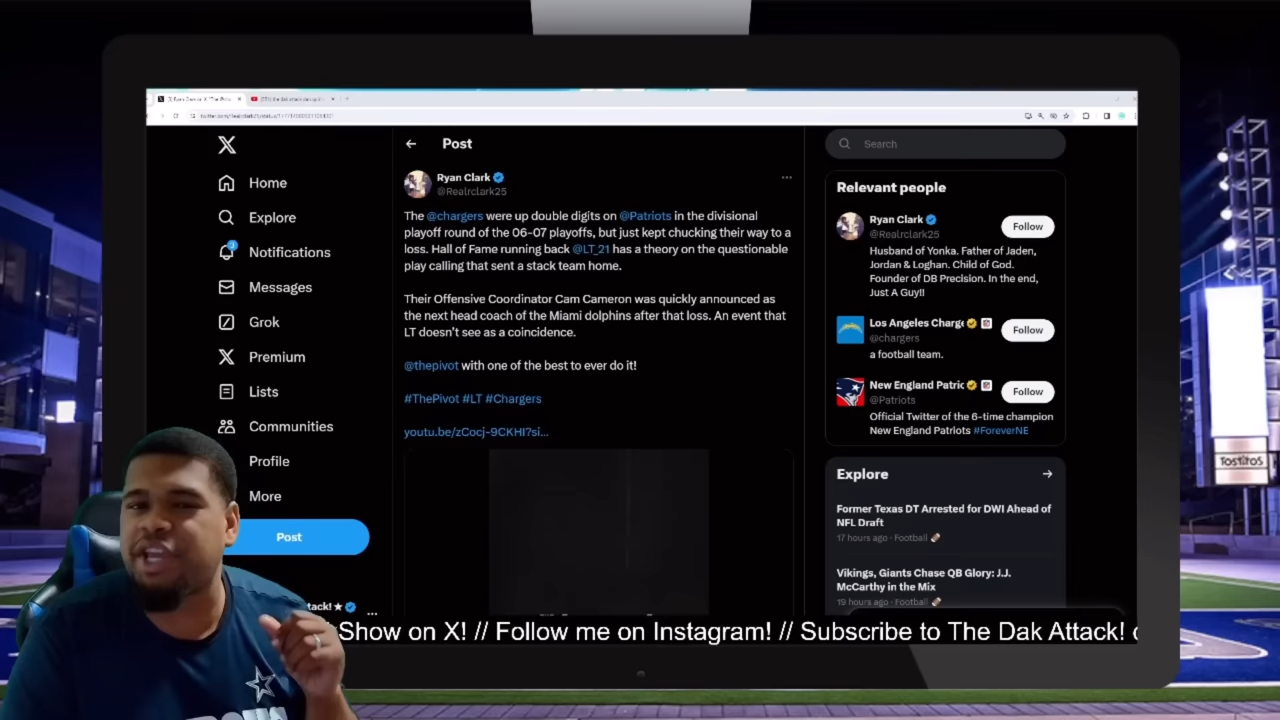 Post
Search
Home
Explore
Notifications
Messages
Grok
Premium
Lists
Communities
Profile
More
Post
Ryan Clark
@Realrclark25
The @chargers were up double digits on @Patriots in the divisional
playoff round of the 06-07 playoffs, but just kept chucking their way to a
loss. Hall of Fame running back @LT_21 has a theory on the questionable
play calling that sent a stack team home.
Their Offensive Coordinator Cam Cameron was quickly announced as
the next head coach of the Miami dolphins after that loss. An event that
LT doesn't see as a coincidence.
@thepivot with one of the best to ever do it!
#ThePivot #LT #Chargers
youtu.be/zCocj-9CKHI?si...
Relevant people
Ryan Clark
@Realrclark25
Follow
Husband of Yonka. Father of Jaden,
Jordan & Loghan. Child of God.
Founder of DB Precision. In the end,
Just A Guy!!
Los Angeles Charge
@chargers
Follow
a football team.
New England Patric
@Patriots
Follow
Official Twitter of the 6-time champion
New England Patriots #ForeverNE
Explore
Former Texas DT Arrested for DWI Ahead of
NFL Draft
17 hours ago · Football
Vikings, Giants Chase QB Glory: J.J.
McCarthy in the Mix
19 hours ago · Football
TOSTITOS
ttack!
Show on X! // Follow me on Instagram! // Subscribe to The Dak Attack!